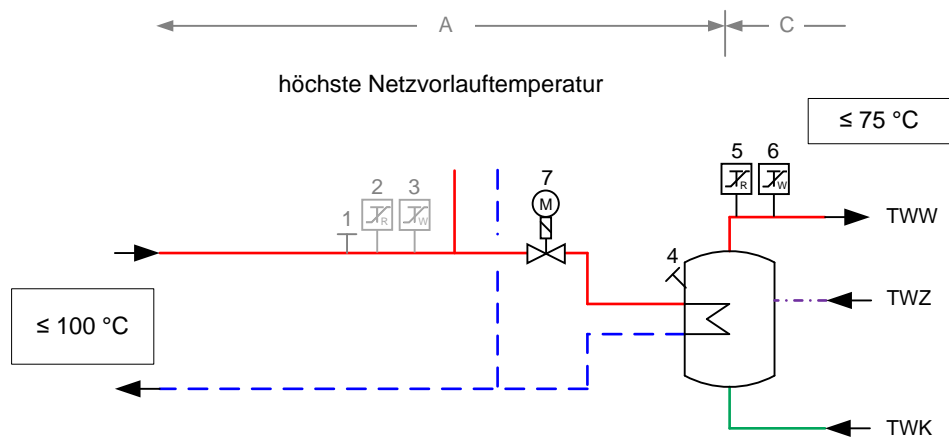 A
C
höchste Netzvorlauftemperatur
≤ 75 °C
5
6
7
2
3
M
R
W
R
W
1
TWW
4
TWZ
≤ 100 °C
TWK